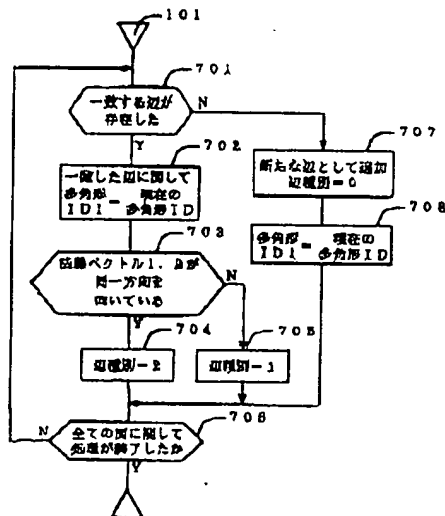 101
701
一致する辺が
存在した
N
Y
702
707
一致した辺に関して
多角形 現在の
ID1 = 多角形ID
新たな辺として追加
辺種別=0
708
多角形 現在の
ID1 = 多角形ID
703
ベクトル1、2が
同一方向を
向いている
N
Y
704
705
辺種別=2
辺種別=1
706
全ての辺に関して
処理が終了したか
N
Y